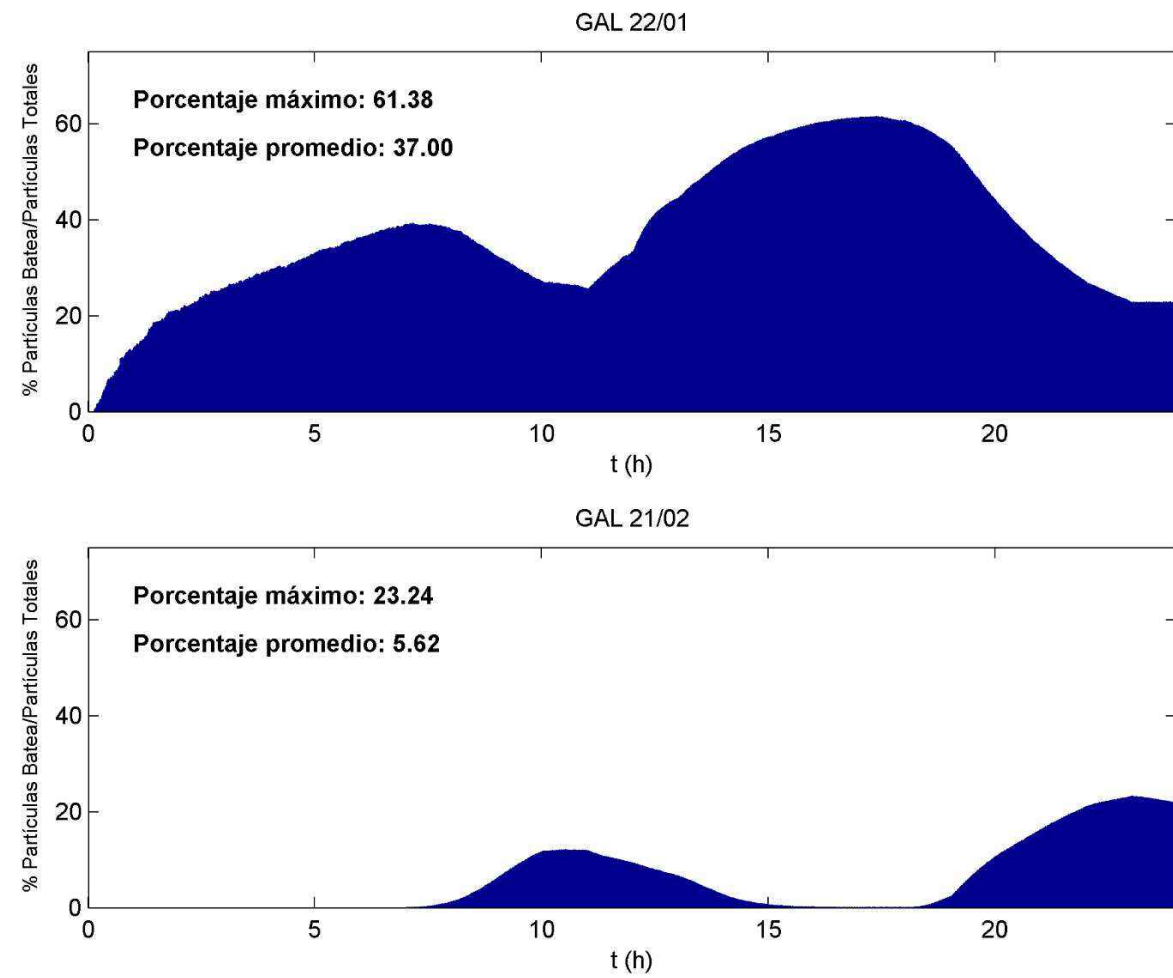 GAL 22/01
% Partículas Batea/Partículas Totales
60
40
20
0
Porcentaje máximo: 61.38
Porcentaje promedio: 37.00
0 5 10 15 20
t (h)
GAL 21/02
% Partículas Batea/Partículas Totales
60
40
20
0
Porcentaje máximo: 23.24
Porcentaje promedio: 5.62
0 5 10 15 20
t (h)